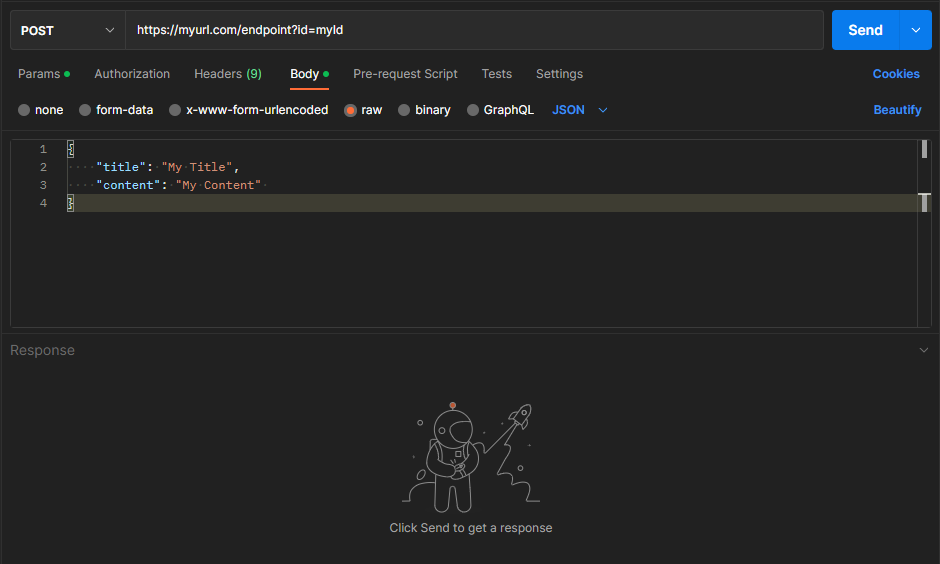 POST https://myurl.com/endpoint?id=myId Send
Params Authorization Headers (9) Body Pre-request Script Tests Settings Cookies
none form-data x-www-form-urlencoded raw binary GraphQL JSON Beautify
1 {
2 "title": "My Title",
3 "content": "My Content"
4 }
Response
Click Send to get a response